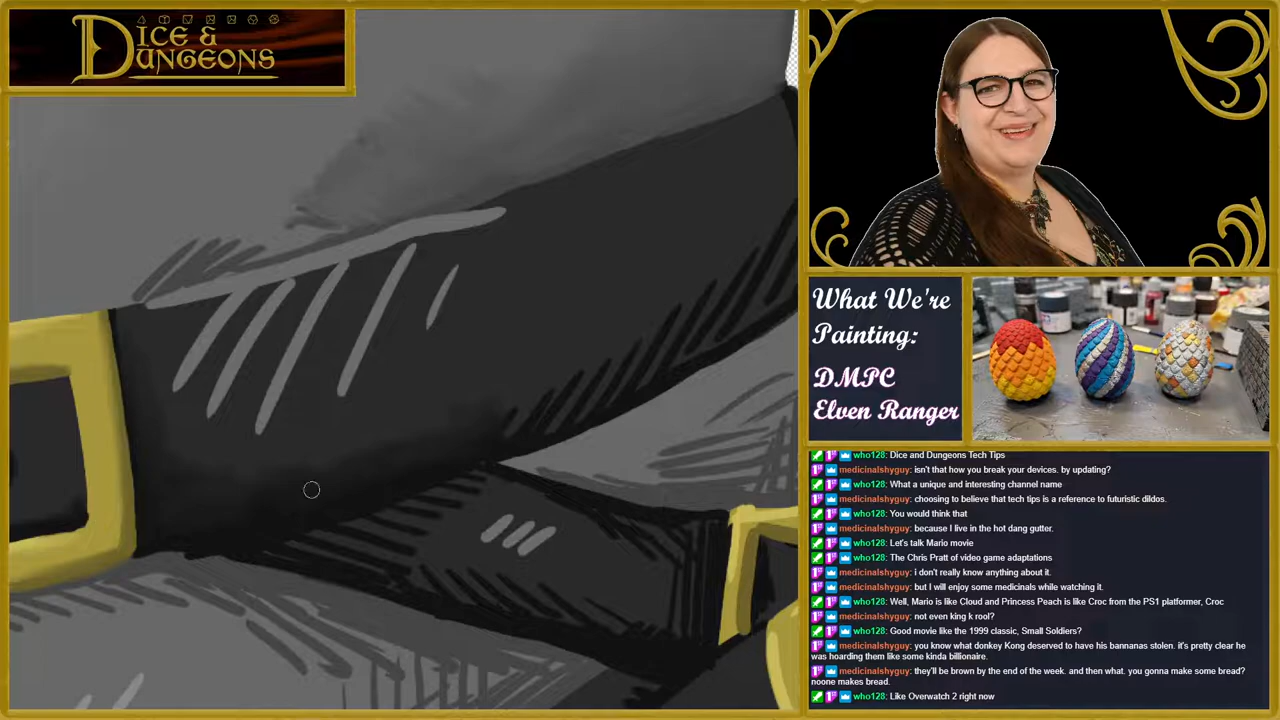 DICE &
DUNGEONS
What We're
Painting:
DMPC
Elven Ranger
who128: Dice and Dungeons Tech Tips
medicinalshyguy: isn't that how you break your devices. by updating?
who128: What a unique and interesting channel name
medicinalshyguy: choosing to believe that tech tips is a reference to futuristic dildos.
who128: You would think that
medicinalshyguy: because I live in the hot dang gutter.
who128: Let's talk Mario movie
who128: The Chris Pratt of video game adaptations
medicinalshyguy: i don't really know anything about it.
medicinalshyguy: but I will enjoy some medicinals while watching it.
who128: Well, Mario is like Cloud and Princess Peach is like Croc from the PS1 platformer, Croc
medicinalshyguy: not even king k rool?
who128: Good movie like the 1999 classic, Small Soldiers?
medicinalshyguy: you know what donkey Kong deserved to have his bannanas stolen. it's pretty clear he
was hoarding them like some kinda billionaire.
medicinalshyguy: they'll be brown by the end of the week. and then what. you gonna make some bread?
noone makes bread.
who128: Like Overwatch 2 right now